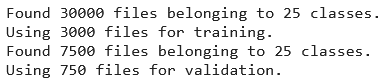 Found 30000 files belonging to 25 classes.
Using 3000 files for training.
Found 7500 files belonging to 25 classes.
Using 750 files for validation.